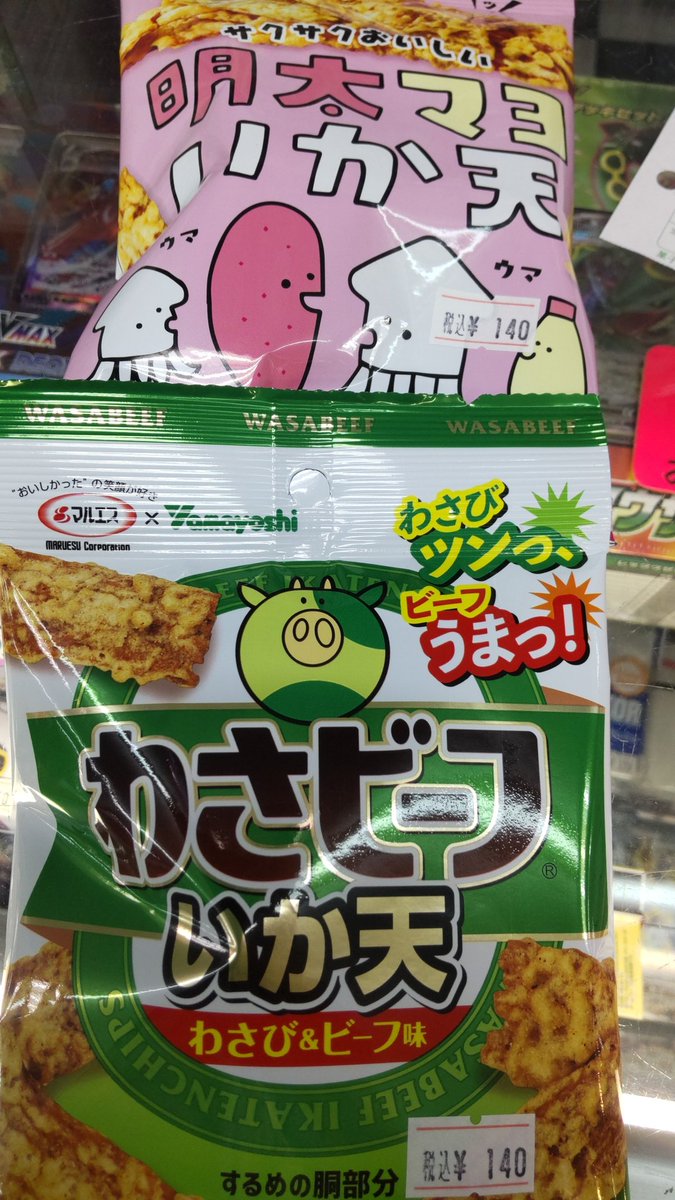 サクサクおいしい
明太マヨ
いか天
ウマ
ウマ
税込¥ 140
VMAX
WASABEEF WASABEEF WASABEEF
"おいしかった"の笑顔が好き
マルエス × Yamayoshi
MARUESU Corporation
わさび
ツンっ、
ビーフ
うまっ!
わさビーフ®
いか天
わさび&ビーフ味
WASABEEF IKATENCHIPS
税込¥ 140
するめの胴部分